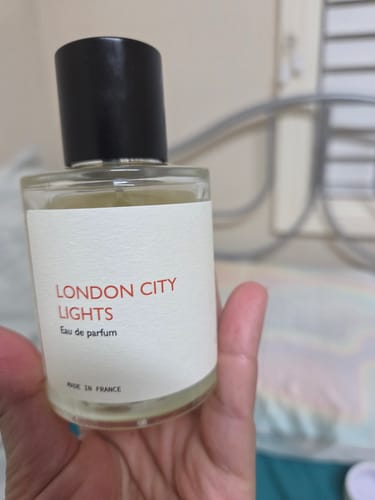 LONDON CITY
LIGHTS
Eau de parfum
MADE IN FRANCE